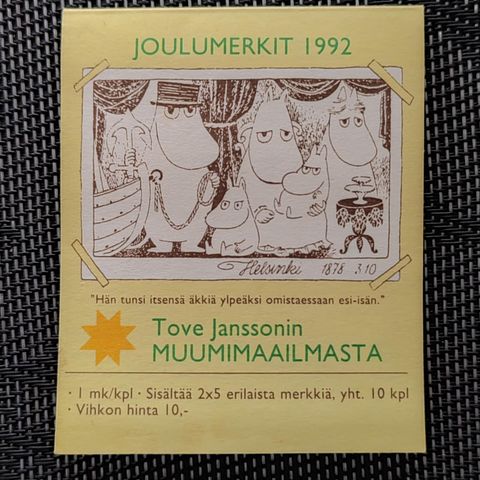 JOULUMERKIT 1992
Helsinki 1878 3.10
"Hän tunsi itsensä äkkiä ylpeäksi omistaessaan esi-isän."
Tove Janssonin
MUUMIMAAILMASTA
· 1 mk/kpl · Sisältää 2x5 erilaista merkkiä, yht. 10 kpl
· Vihkon hinta 10,-